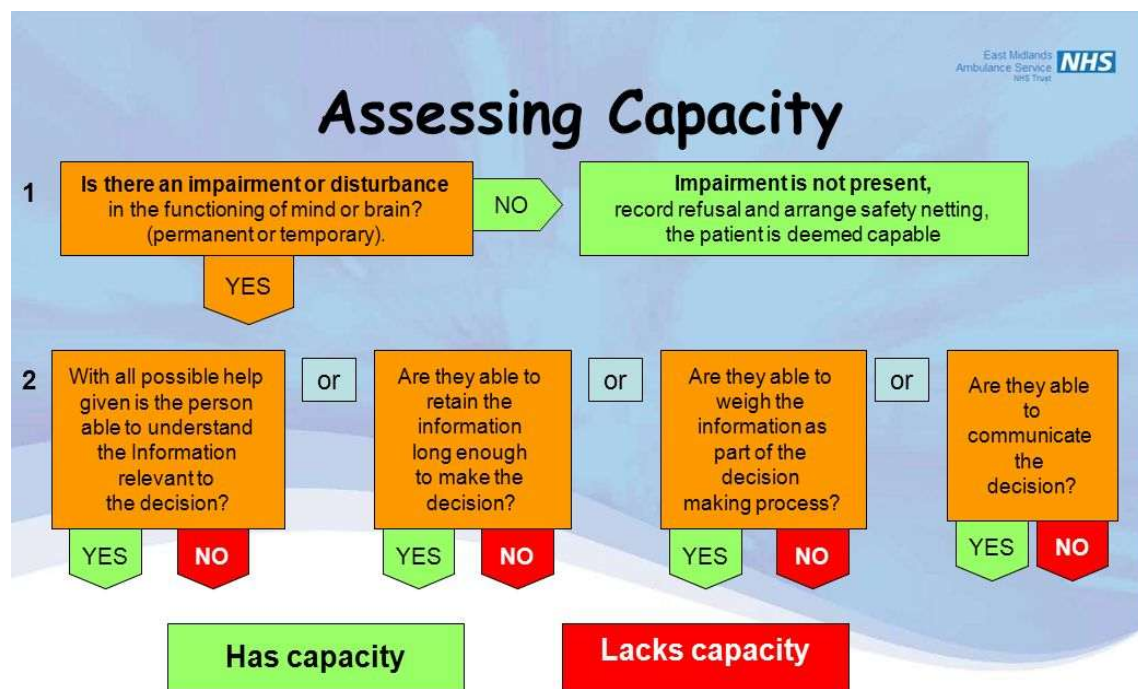 East Midlands
Ambulance Service
NHS Trust
NHS
Assessing Capacity
1
Is there an impairment or disturbance
in the functioning of mind or brain?
(permanent or temporary).
NO
Impairment is not present,
record refusal and arrange safety netting,
the patient is deemed capable
YES
2
With all possible help
given is the person
able to understand
the Information
relevant to
the decision?
or
Are they able to
retain the
information
long enough
to make the
decision?
or
Are they able to
weigh the
information as
part of the
decision
making process?
or
Are they able
to
communicate
the
decision?
YES
NO
YES
NO
YES
NO
YES
NO
Has capacity
Lacks capacity